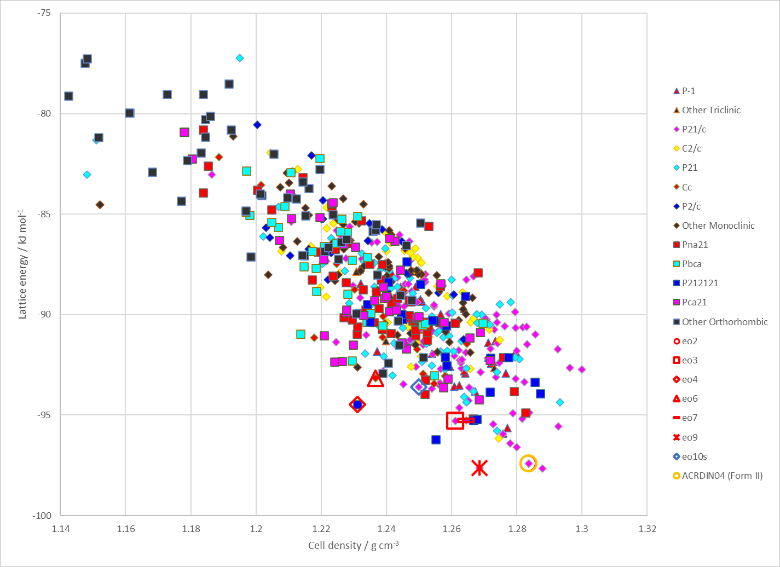 -75
-80
-85
-90
-95
-100
Lattice energy / kJ mol-
1.14
1.16
1.18
1.2
1.22
1.24
1.26
1.28
1.3
1.32
Cell density / g cm-3
P-1
Other Triclinic
P21/c
C2/c
P21
Cc
P2/c
Other Monoclinic
Pna21
Pbca
P212121
Pca21
Other Orthorhombic
eo2
eo3
eo4
eo6
eo7
eo9
eo10s
ACRDIN04 (Form II)